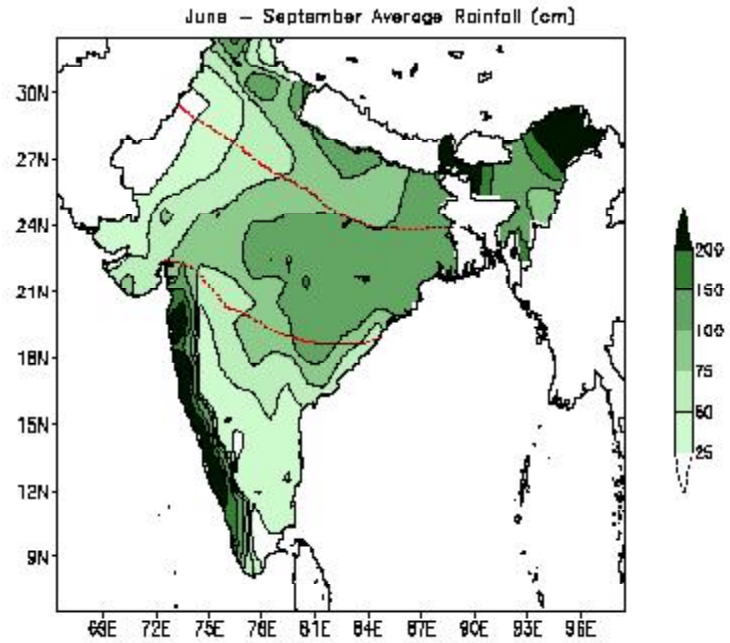 June – September Average Rainfall (cm)
30N
27N
24N
21N
18N
15N
12N
9N
200
150
100
75
50
25
69E 72E 75E 78E 81E 84E 87E 90E 93E 96E